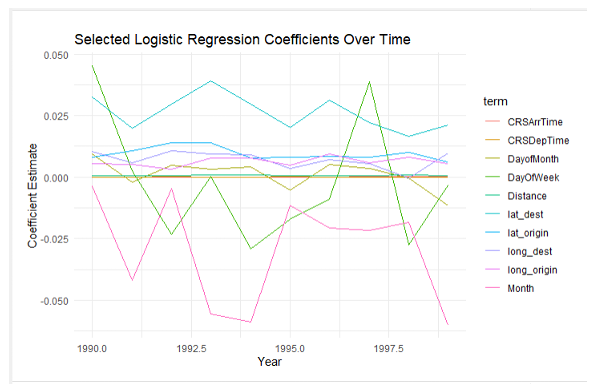 Selected Logistic Regression Coefficients Over Time
0.050
0.025
0.000
-0.025
-0.050
Coefficient Estimate
1990.0 1992.5 1995.0 1997.5
Year
term
CRSArrTime
CRSDepTime
DayofMonth
DayOfWeek
Distance
lat_dest
lat_origin
long_dest
long_origin
Month